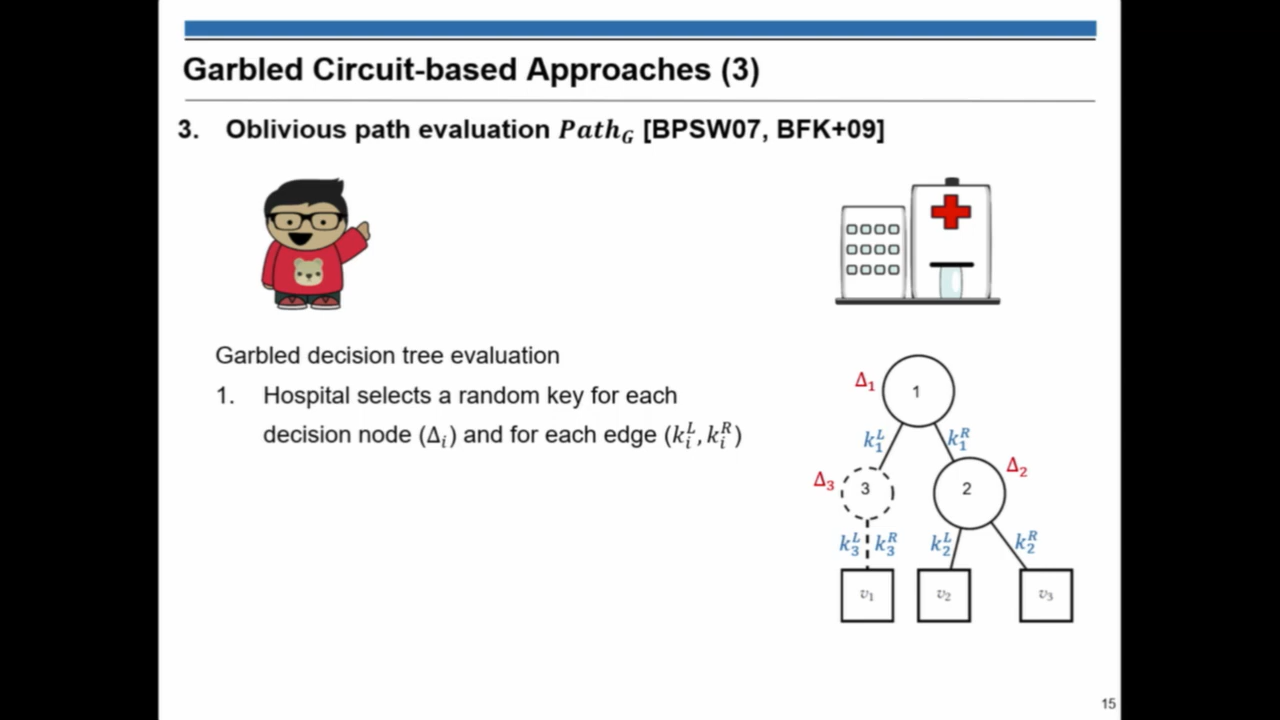 Garbled Circuit-based Approaches (3)
3. Oblivious path evaluation Path_G [BPSW07, BFK+09]
Garbled decision tree evaluation
1. Hospital selects a random key for each
decision node (Δ_i) and for each edge (k_i^L, k_i^R)
Δ_1
1
k_1^L
k_1^R
Δ_3
3
2
Δ_2
k_3^L
k_3^R
k_2^L
k_2^R
v_1
v_2
v_3
15